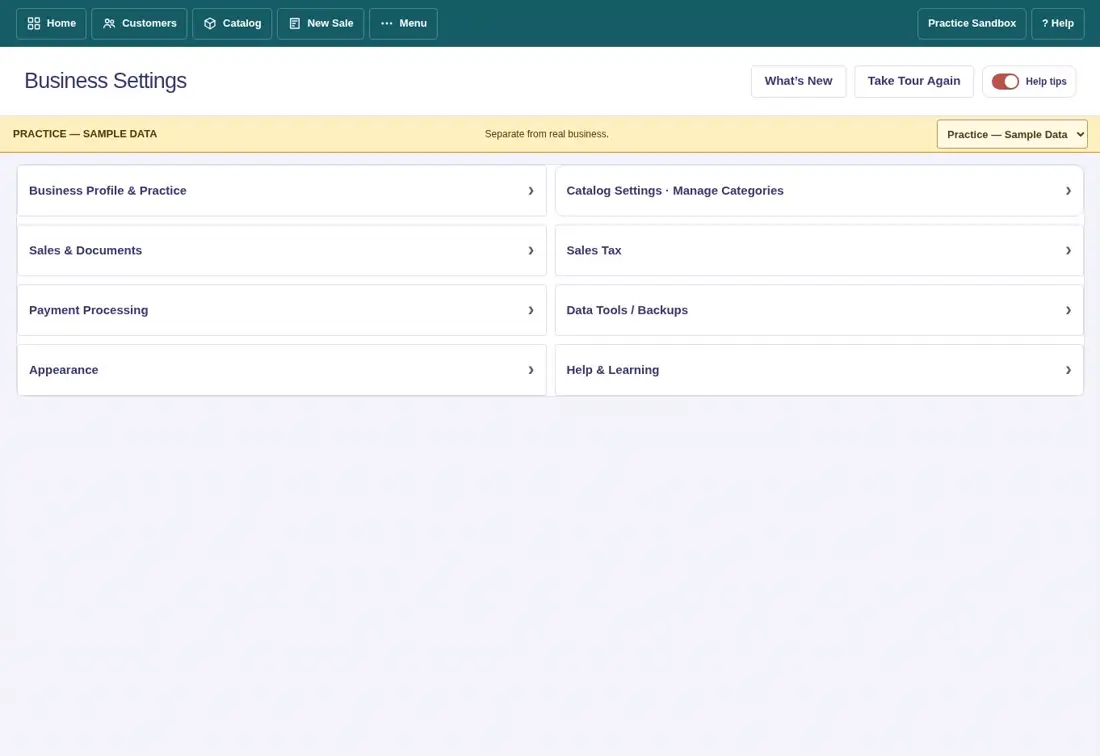 Home Customers Catalog New Sale Menu Practice Sandbox ? Help
Business Settings What's New Take Tour Again Help tips
PRACTICE — SAMPLE DATA Separate from real business. Practice — Sample Data
Business Profile & Practice Catalog Settings · Manage Categories
Sales & Documents Sales Tax
Payment Processing Data Tools / Backups
Appearance Help & Learning